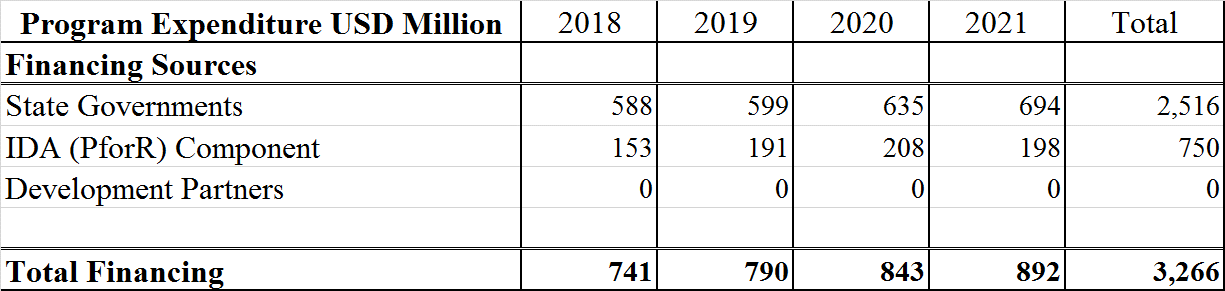 Program Expenditure USD Million 2018 2019 2020 2021 Total
Financing Sources
State Governments 588 599 635 694 2,516
IDA (PforR) Component 153 191 208 198 750
Development Partners 0 0 0 0 0
Total Financing 741 790 843 892 3,266